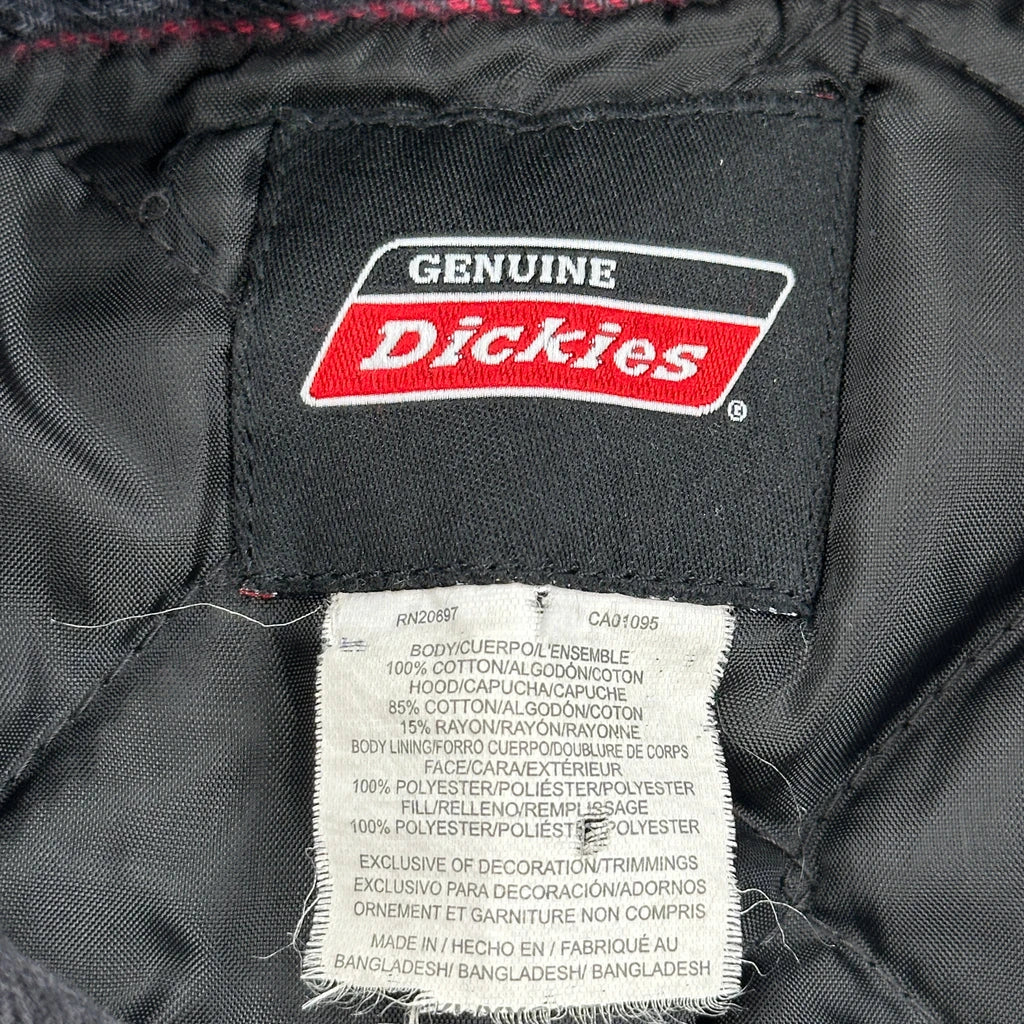 GENUINE
Dickies
®
RN20697 CA01095
BODY/CUERPO/L'ENSEMBLE
100% COTTON/ALGODÓN/COTON
HOOD/CAPUCHA/CAPUCHE
85% COTTON/ALGODÓN/COTON
15% RAYON/RAYÓN/RAYONNE
BODY LINING/FORRO CUERPO/DOUBLURE DE CORPS
FACE/CARA/EXTÉRIEUR
100% POLYESTER/POLIÉSTER/POLYESTER
FILL/RELLENO/REMPLISSAGE
100% POLYESTER/POLIÉST POLYESTER
EXCLUSIVE OF DECORATION/TRIMMINGS
EXCLUSIVO PARA DECORACIÓN/ADORNOS
ORNEMENT ET GARNITURE NON COMPRIS
MADE IN / HECHO EN / FABRIQUÉ AU
BANGLADESH/ BANGLADESH/ BANGLADESH